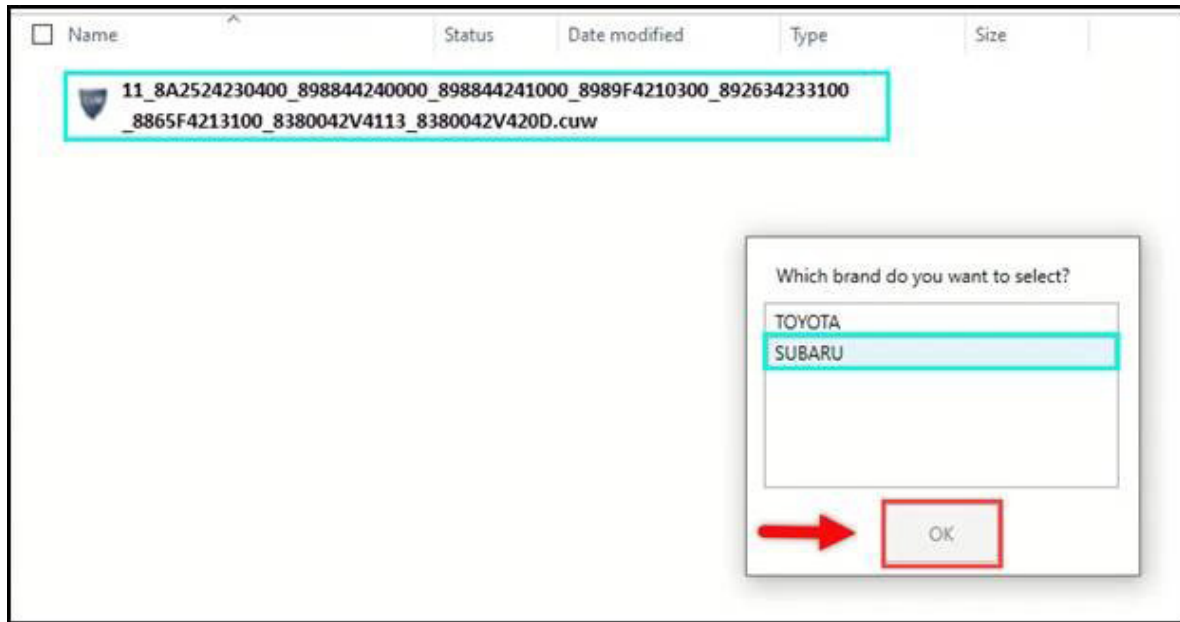 Name Status Date modified Type Size
11_8A2524230400_898844240000_898844241000_8989F4210300_892634233100
_8865F4213100_8380042V4113_8380042V420D.cuw
Which brand do you want to select?
TOYOTA
SUBARU
OK